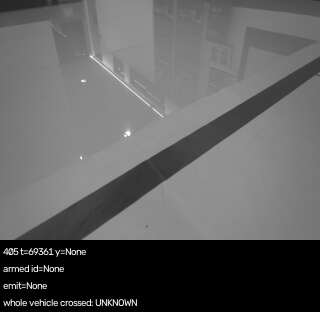 405 t=69361 y=None
armed id=None
emit=None
whole vehicle crossed: UNKNOWN